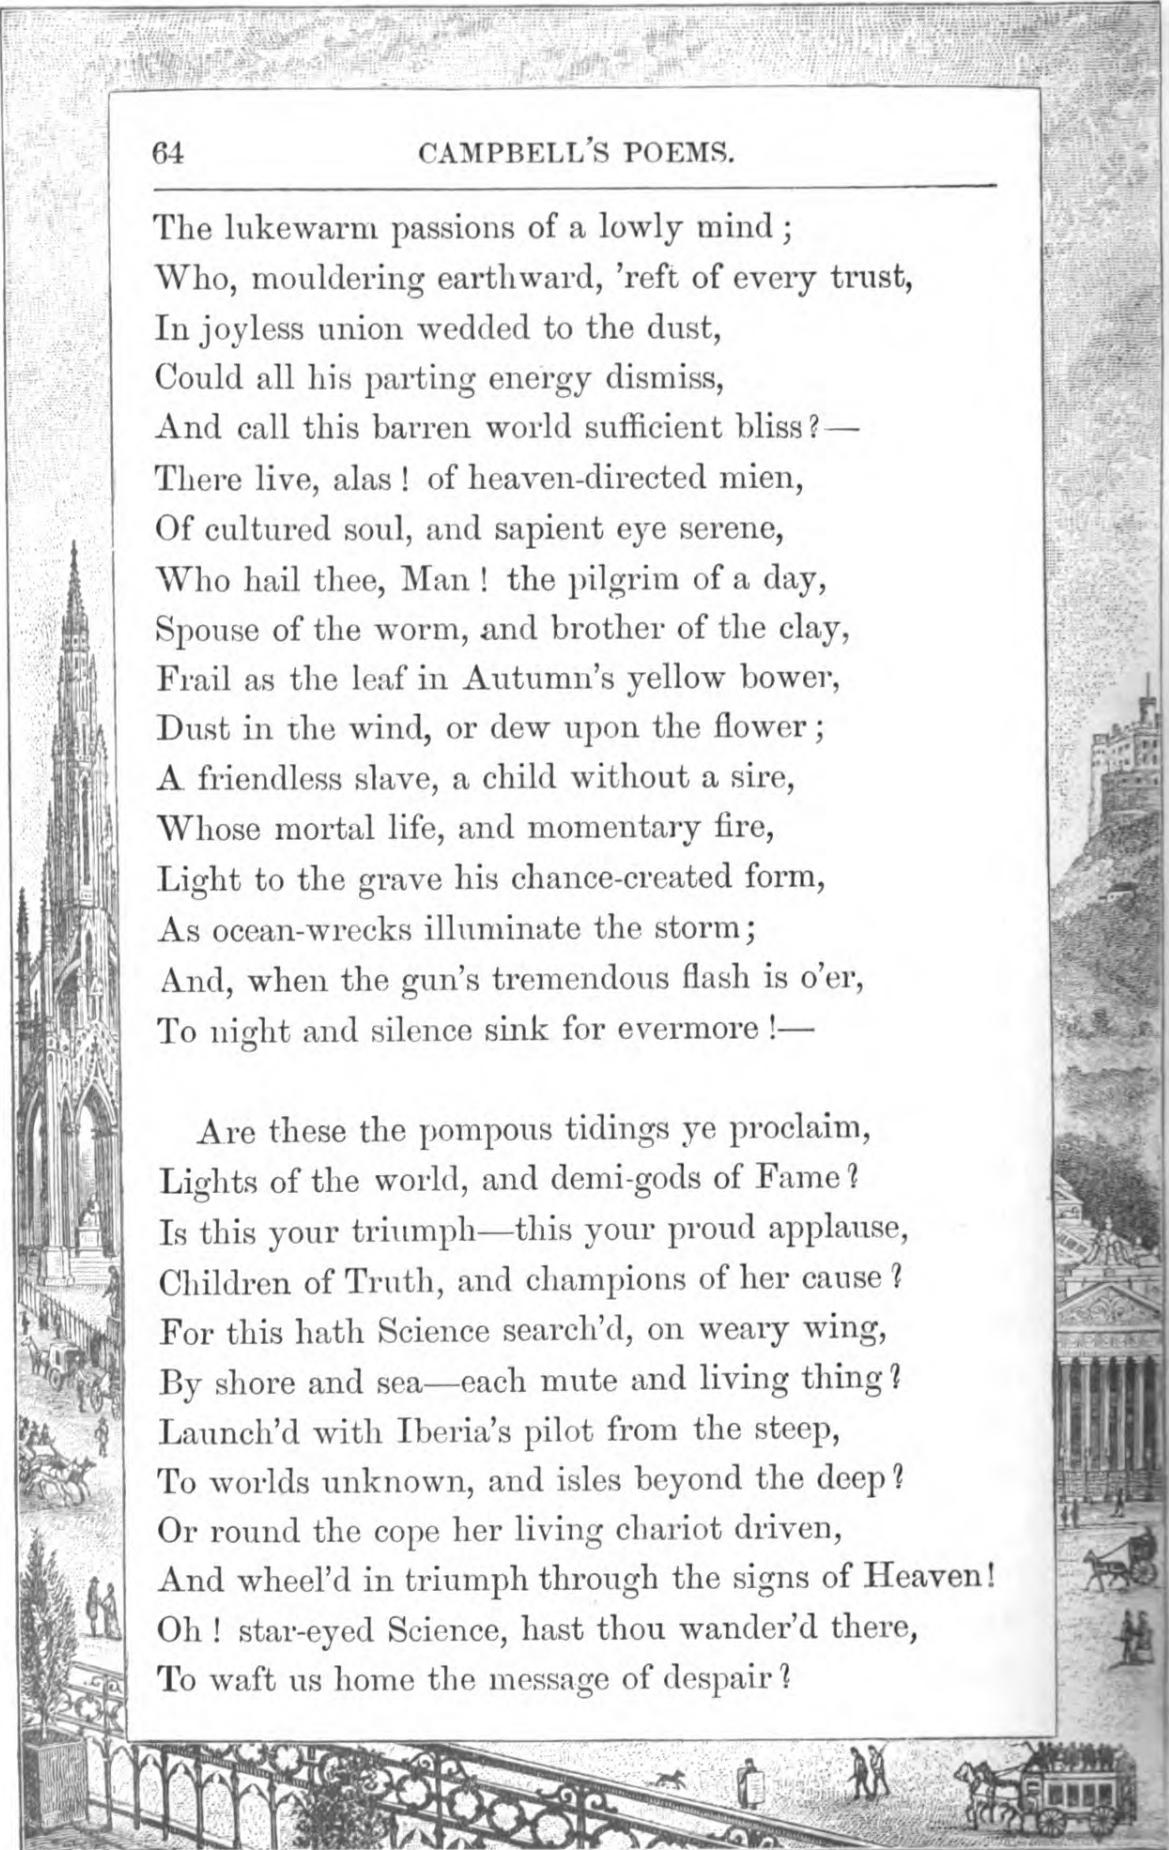 64 CAMPBELL'S POEMS.
The lukewarm passions of a lowly mind ;
Who, mouldering earthward, 'reft of every trust,
In joyless union wedded to the dust,
Could all his parting energy dismiss,
And call this barren world sufficient bliss?—
There live, alas ! of heaven-directed mien,
Of cultured soul, and sapient eye serene,
Who hail thee, Man ! the pilgrim of a day,
Spouse of the worm, and brother of the clay,
Frail as the leaf in Autumn's yellow bower,
Dust in the wind, or dew upon the flower ;
A friendless slave, a child without a sire,
Whose mortal life, and momentary fire,
Light to the grave his chance-created form,
As ocean-wrecks illuminate the storm ;
And, when the gun's tremendous flash is o'er,
To night and silence sink for evermore !—
Are these the pompous tidings ye proclaim,
Lights of the world, and demi-gods of Fame ?
Is this your triumph—this your proud applause,
Children of Truth, and champions of her cause ?
For this hath Science search'd, on weary wing,
By shore and sea—each mute and living thing ?
Launch'd with Iberia's pilot from the steep,
To worlds unknown, and isles beyond the deep ?
Or round the cope her living chariot driven,
And wheel'd in triumph through the signs of Heaven !
Oh ! star-eyed Science, hast thou wander'd there,
To waft us home the message of despair ?